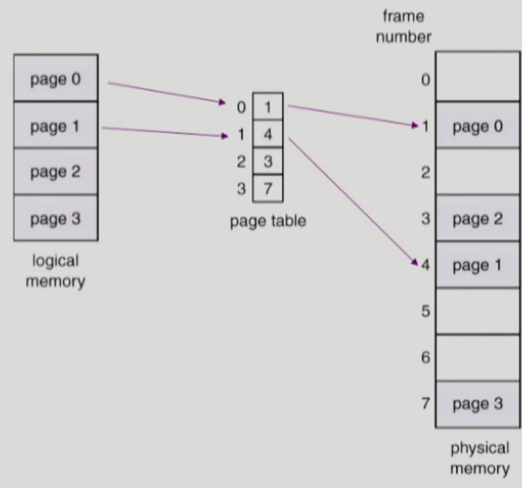 frame
number
page 0
page 1
page 2
page 3
logical
memory
0 1
1 4
2 3
3 7
page table
0
1 page 0
2
3 page 2
4 page 1
5
6
7 page 3
physical
memory